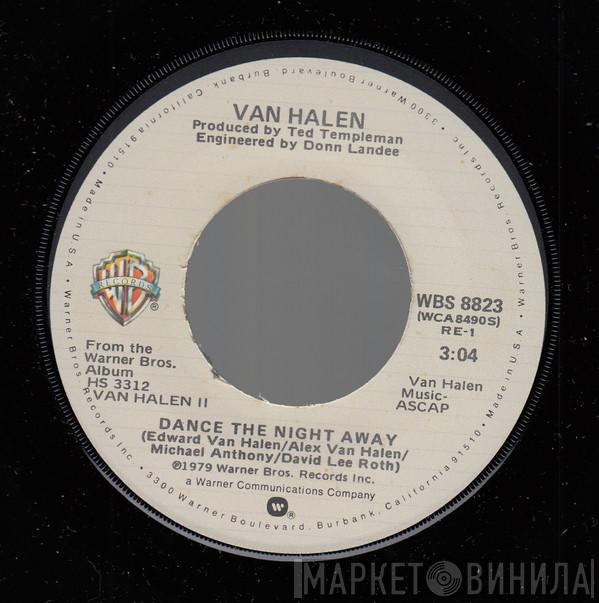 VAN HALEN
Produced by Ted Templeman
Engineered by Donn Landee
WB
RECORDS
®
WBS 8823
(WCA8490S)
RE-1
3:04
From the
Warner Bros.
Album
HS 3312
VAN HALEN II
Van Halen
Music-
ASCAP
DANCE THE NIGHT AWAY
(Edward Van Halen/Alex Van Halen/
Michael Anthony/David Lee Roth)
℗1979 Warner Bros. Records Inc.
a Warner Communications Company
®
• Warner Bros. Records Inc. • 3300 Warner Boulevard, Burbank, California 91510 • Made in U.S.A. • Warner Bros. Records Inc • 3300 Warner Boulevard, Burbank, California 91510 • Made in U.S.A.
МАРКЕТ ВИНИЛА